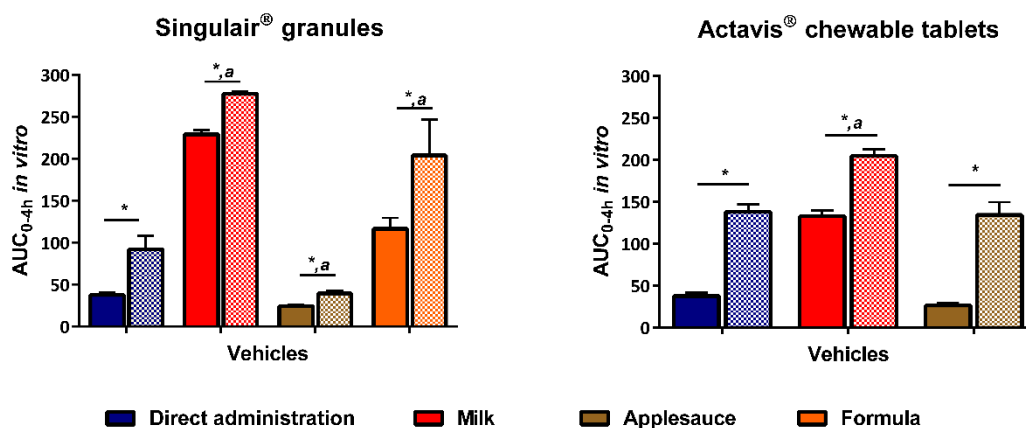 Singulair® granules
AUC0-4h in vitro
300
250
200
150
100
50
0
*
*,a
*,a
*,a
Vehicles
Actavis® chewable tablets
AUC0-4h in vitro
300
250
200
150
100
50
0
*
*,a
*
Vehicles
Direct administration Milk Applesauce Formula